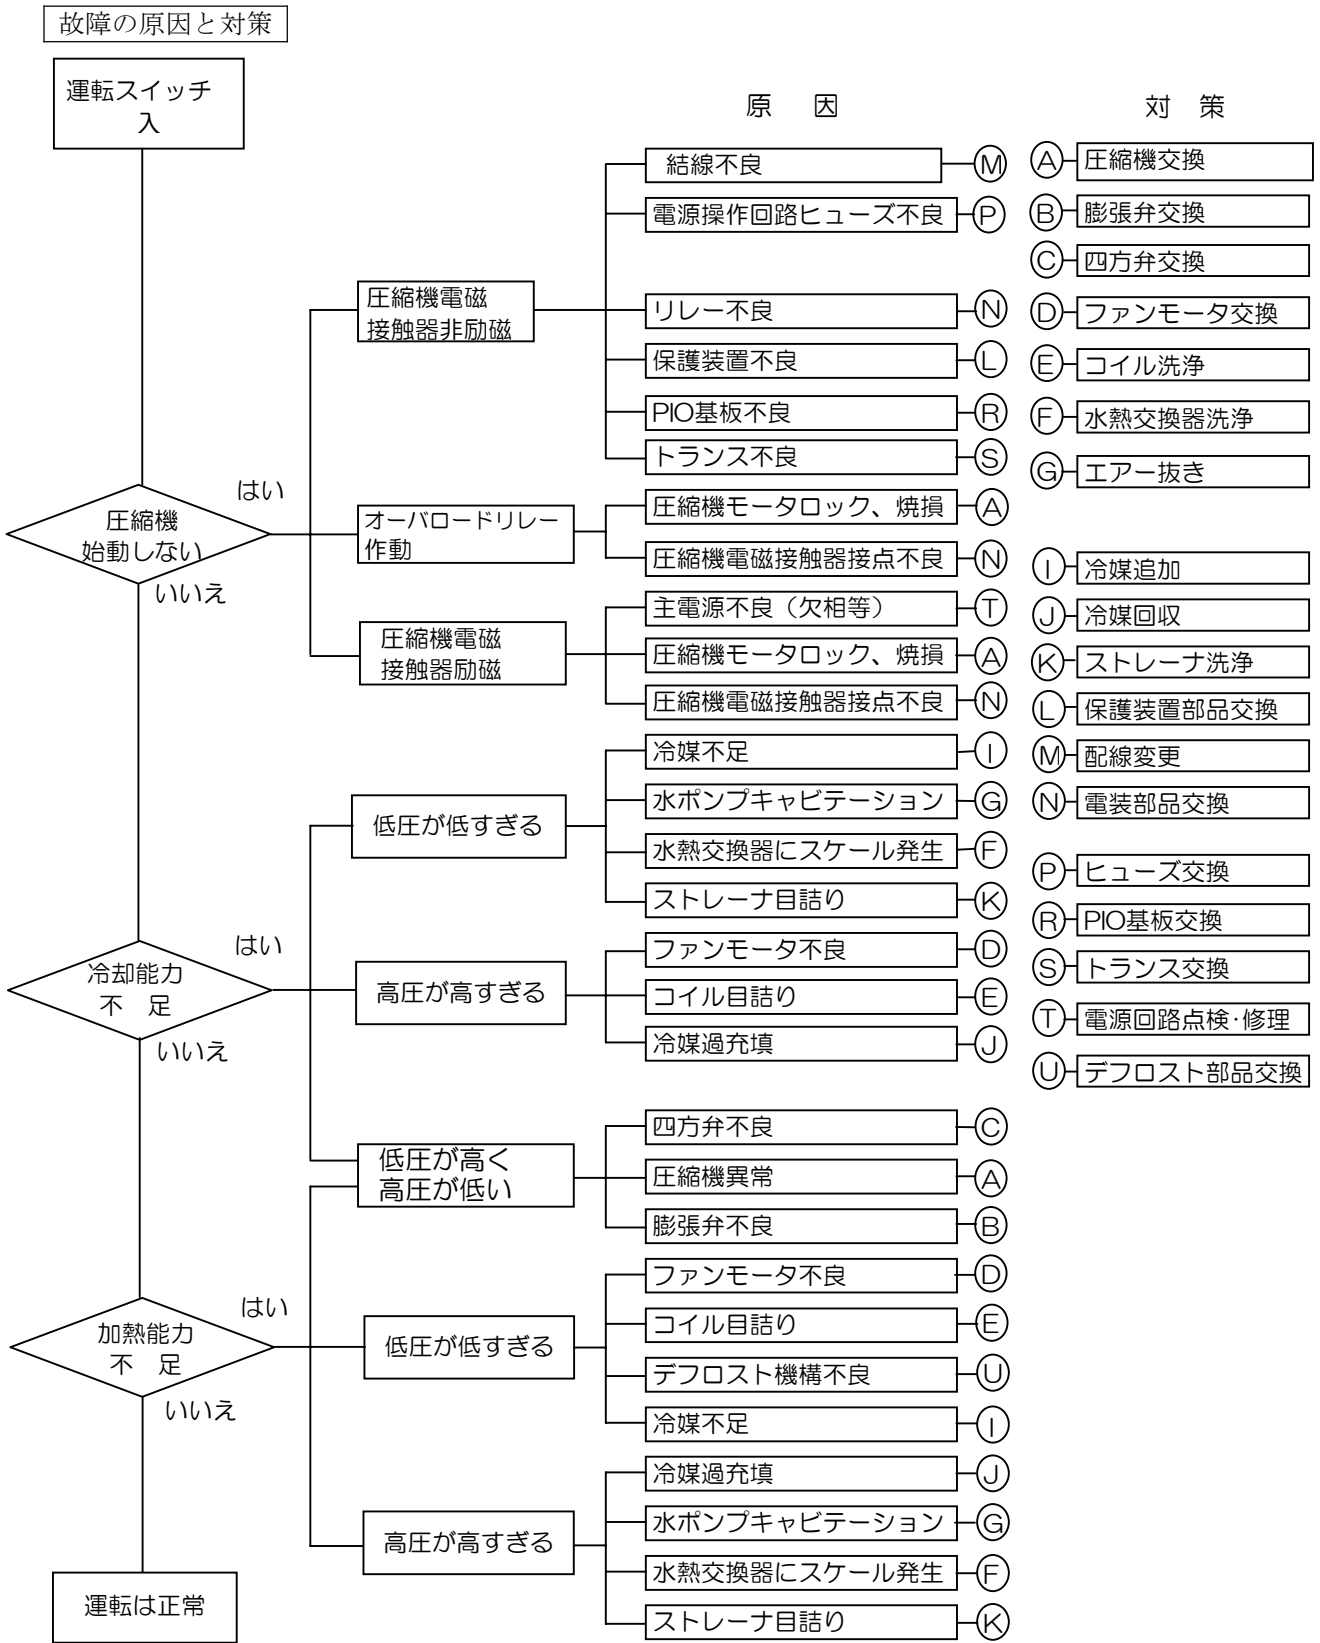 故障の原因と対策
運転スイッチ
入
原 因
対 策
結線不良 M
電源操作回路ヒューズ不良 P
圧縮機電磁
接触器非励磁
リレー不良 N
保護装置不良 L
PIO基板不良 R
トランス不良 S
はい
圧縮機
始動しない
いいえ
オーバロードリレー
作動
圧縮機モータロック、焼損 A
圧縮機電磁接触器接点不良 N
圧縮機電磁
接触器励磁
主電源不良（欠相等） T
圧縮機モータロック、焼損 A
圧縮機電磁接触器接点不良 N
低圧が低すぎる
冷媒不足 I
水ポンプキャビテーション G
水熱交換器にスケール発生 F
ストレーナ目詰り K
はい
冷却能力
不 足
いいえ
高圧が高すぎる
ファンモータ不良 D
コイル目詰り E
冷媒過充填 J
低圧が高く
高圧が低い
四方弁不良 C
圧縮機異常 A
膨張弁不良 B
はい
加熱能力
不 足
いいえ
低圧が低すぎる
ファンモータ不良 D
コイル目詰り E
デフロスト機構不良 U
冷媒不足 I
高圧が高すぎる
冷媒過充填 J
水ポンプキャビテーション G
水熱交換器にスケール発生 F
ストレーナ目詰り K
運転は正常
A 圧縮機交換
B 膨張弁交換
C 四方弁交換
D ファンモータ交換
E コイル洗浄
F 水熱交換器洗浄
G エアー抜き
I 冷媒追加
J 冷媒回収
K ストレーナ洗浄
L 保護装置部品交換
M 配線変更
N 電装部品交換
P ヒューズ交換
R PIO基板交換
S トランス交換
T 電源回路点検･修理
U デフロスト部品交換